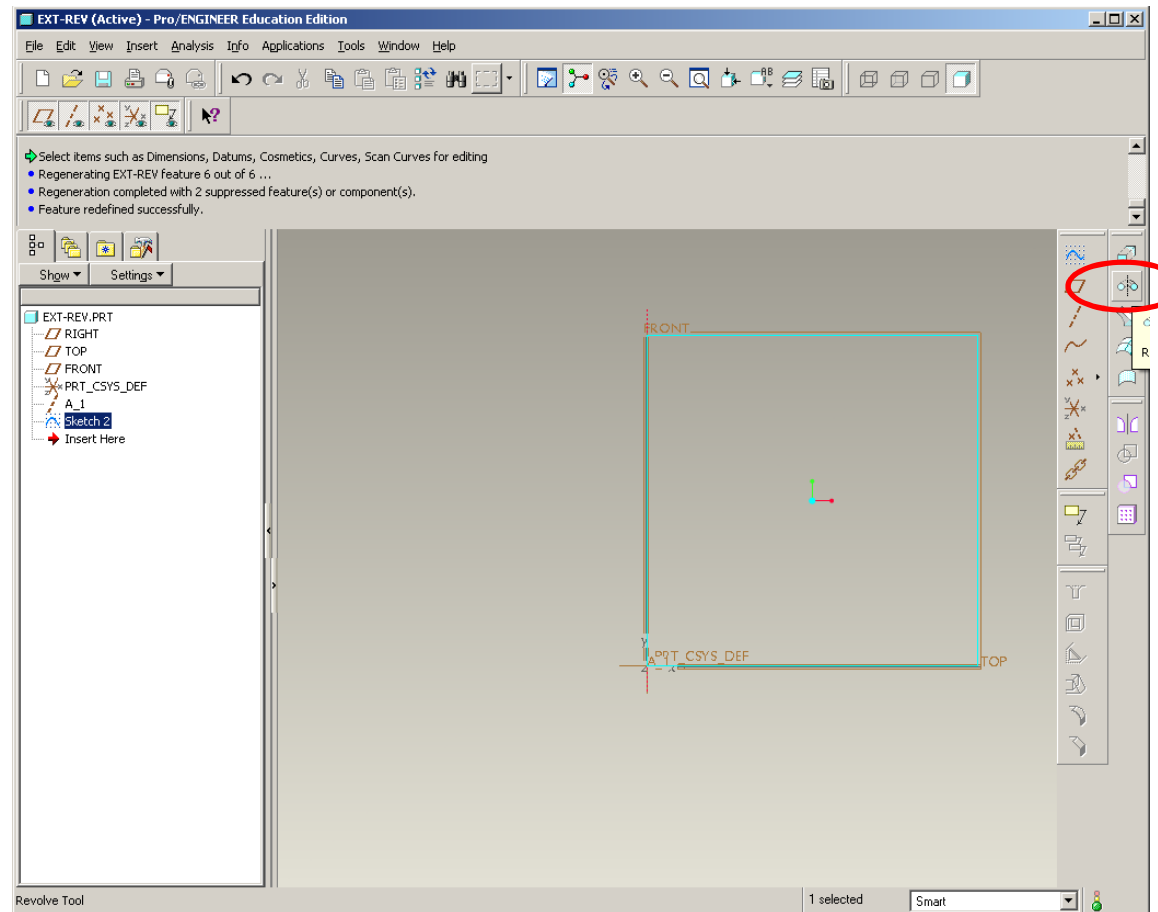 EXT-REV (Active) - Pro/ENGINEER Education Edition
File Edit View Insert Analysis Info Applications Tools Window Help
Select items such as Dimensions, Datums, Cosmetics, Curves, Scan Curves for editing
Regenerating EXT-REV feature 6 out of 6 ...
Regeneration completed with 2 suppressed feature(s) or component(s).
Feature redefined successfully.
Show Settings
EXT-REV.PRT
RIGHT
TOP
FRONT
PRT_CSYS_DEF
A_1
Sketch 2
Insert Here
FRONT
Y
PRT_CSYS_DEF
A_1
Z X
TOP
R
Revolve Tool
1 selected
Smart